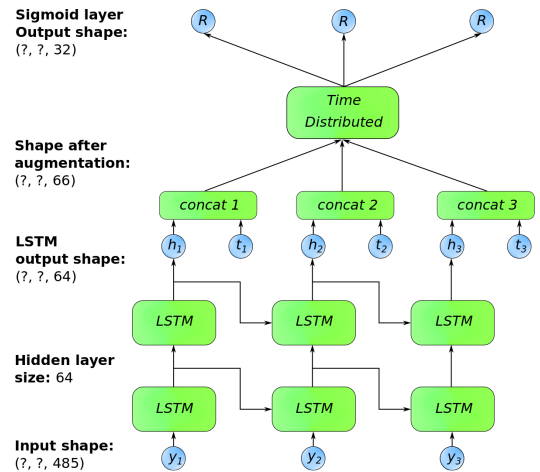 Sigmoid layer
Output shape:
(?, ?, 32)
R R R
Time
Distributed
Shape after
augmentation:
(?, ?, 66)
concat 1 concat 2 concat 3
LSTM
output shape:
(?, ?, 64)
h1 t1 h2 t2 h3 t3
LSTM LSTM LSTM
Hidden layer
size: 64
LSTM LSTM LSTM
Input shape:
(?, ?, 485)
y1 y2 y3